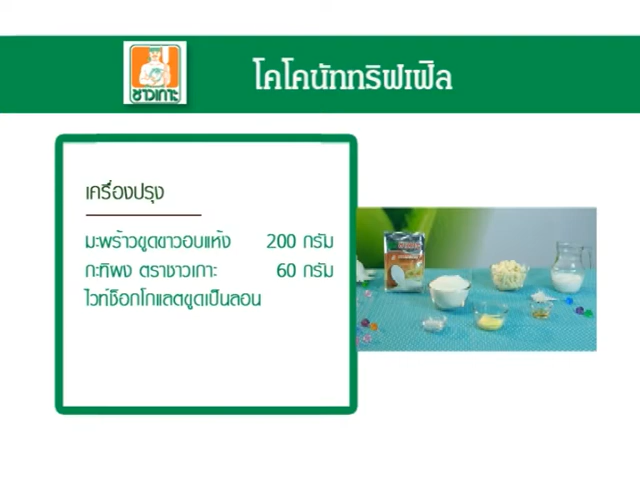 ชาวเกาะ
โคโคนัททริฟเฟิล
เครื่องปรุง
มะพร้าวขูดขาวอบแห้ง 200 กรัม
กะทิผง ตราชาวเกาะ 60 กรัม
ไวท์ช็อกโกแลตขูดเป็นลอน